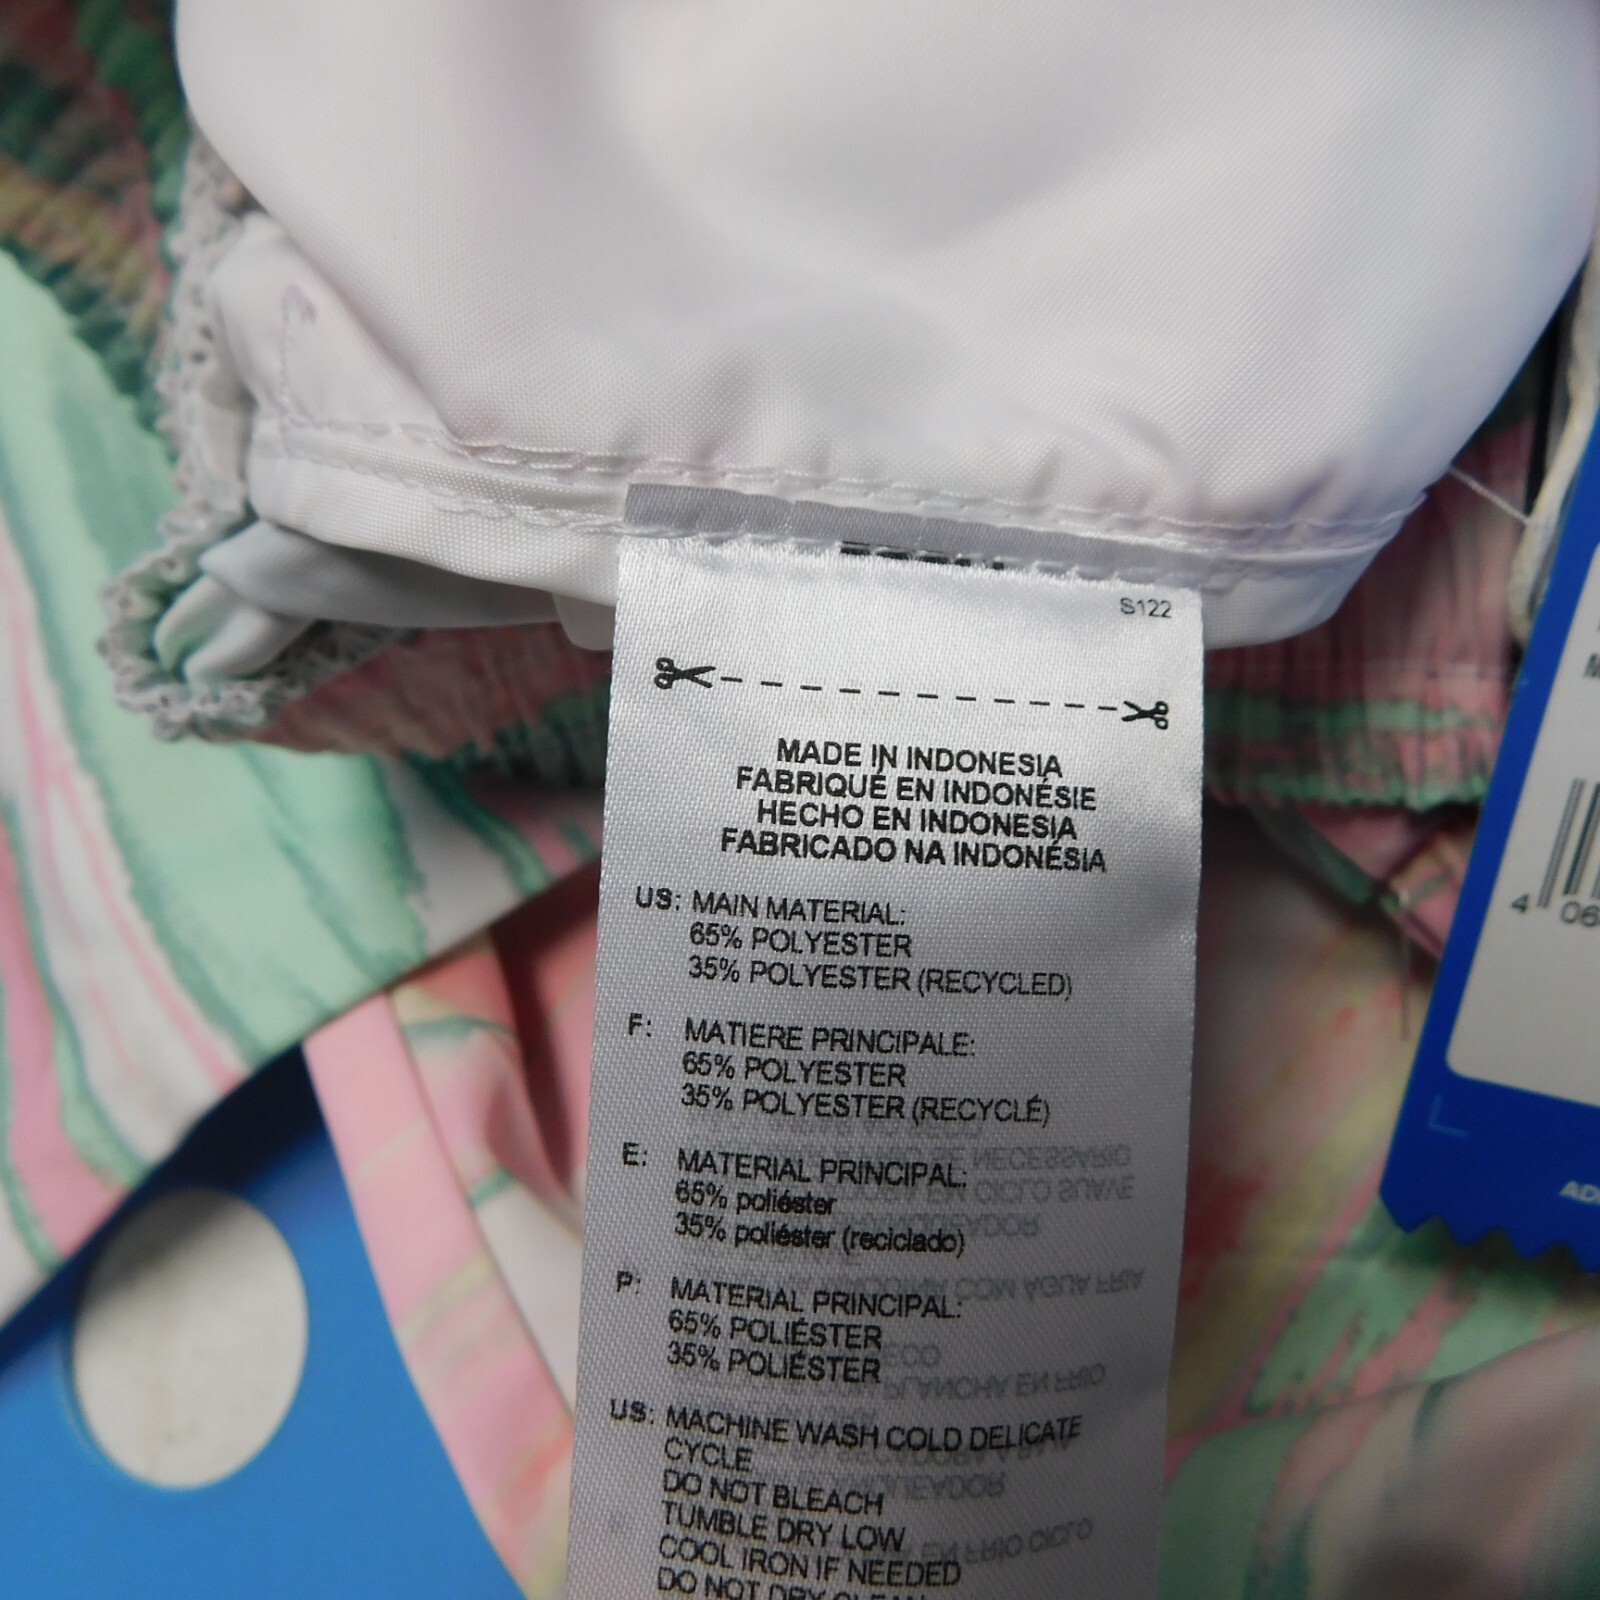 S122
MADE IN INDONESIA
FABRIQUÉ EN INDONÉSIE
HECHO EN INDONESIA
FABRICADO NA INDONÉSIA
US: MAIN MATERIAL:
65% POLYESTER
35% POLYESTER (RECYCLED)
F: MATIERE PRINCIPALE:
65% POLYESTER
35% POLYESTER (RECYCLÉ)
E: MATERIAL PRINCIPAL:
65% poliéster
35% poliéster (reciclado)
P: MATERIAL PRINCIPAL:
65% POLIÉSTER
35% POLIÉSTER
US: MACHINE WASH COLD DELICATE
CYCLE
DO NOT BLEACH
TUMBLE DRY LOW
COOL IRON IF NEEDED
DO NOT DRY CLEAN
4 06